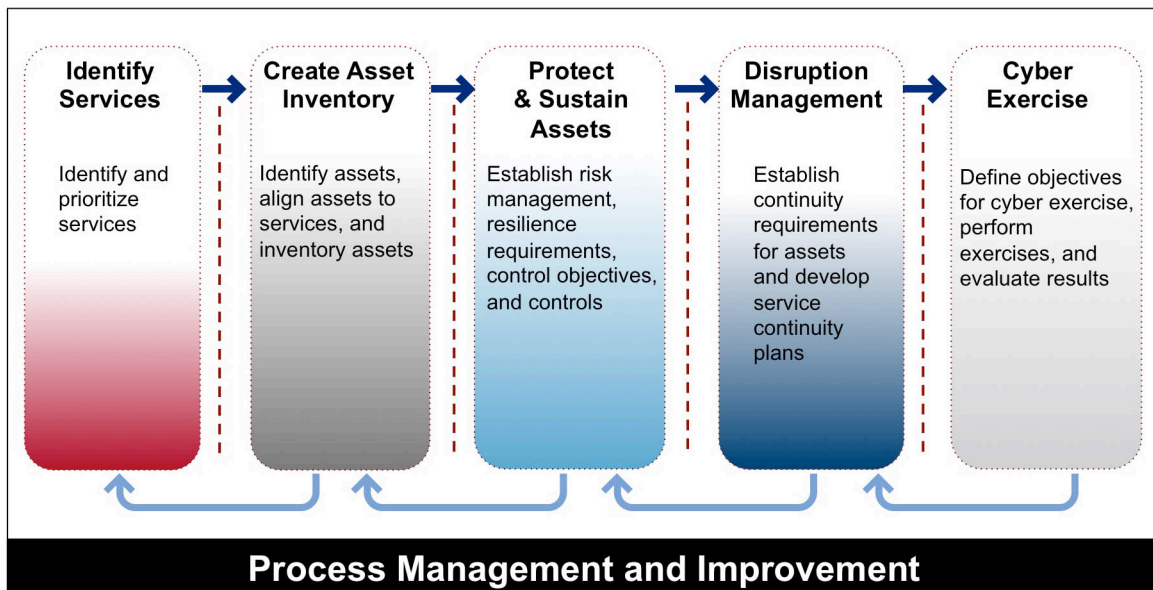 Identify
Services
Identify and
prioritize
services
Create Asset
Inventory
Identify assets,
align assets to
services, and
inventory assets
Protect
& Sustain
Assets
Establish risk
management,
resilience
requirements,
control objectives,
and controls
Disruption
Management
Establish
continuity
requirements
for assets
and develop
service
continuity
plans
Cyber
Exercise
Define objectives
for cyber exercise,
perform
exercises, and
evaluate results
Process Management and Improvement